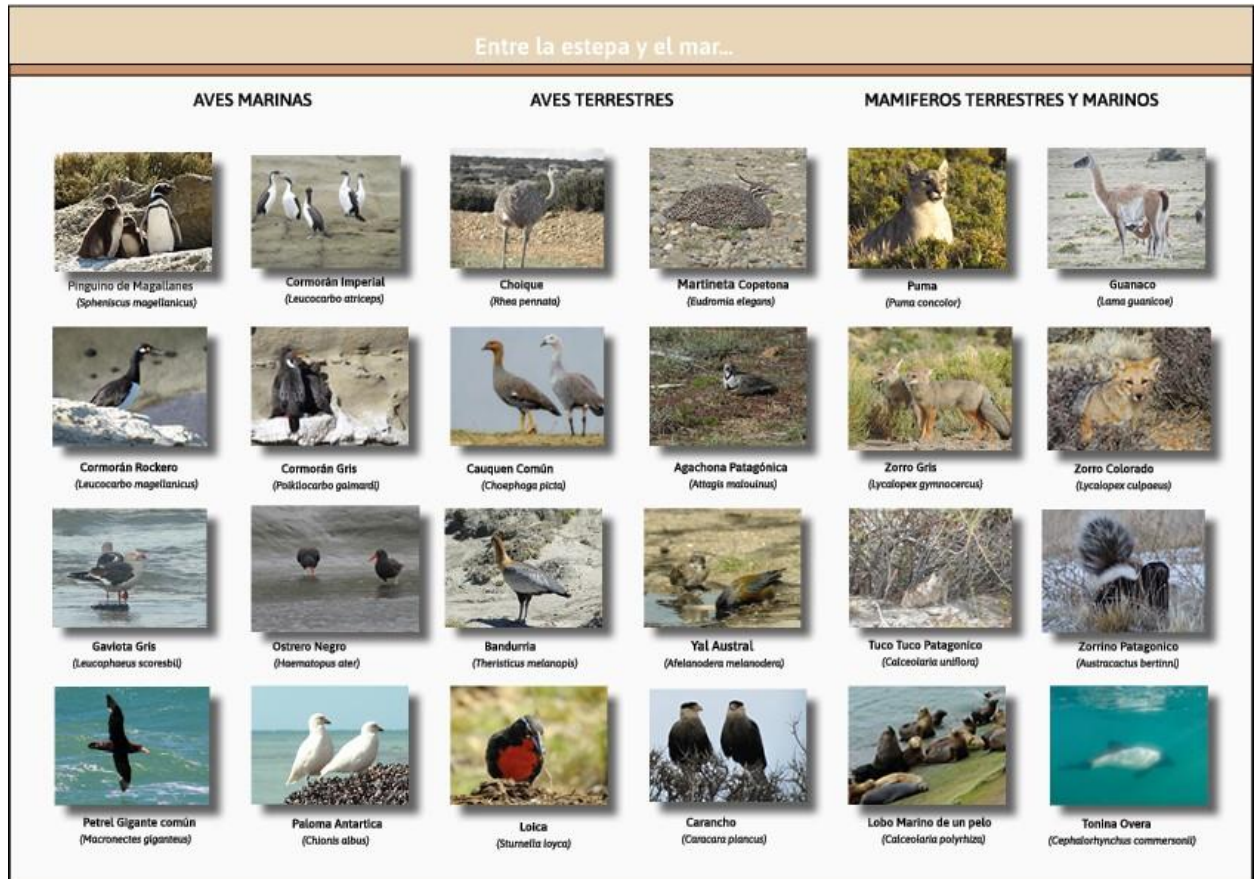 Entre la estepa y el mar...
AVES MARINAS
AVES TERRESTRES
MAMIFEROS TERRESTRES Y MARINOS
Pinguino de Magallanes
(Spheniscus magellanicus)
Cormorán Imperial
(Leucocarbo atriceps)
Choique
(Rhea pennata)
Martineta Copetona
(Eudromia elegans)
Puma
(Puma concolor)
Guanaco
(Lama guanicoe)
Cormorán Rockero
(Leucocarbo magellanicus)
Cormorán Gris
(Poikilocarbo gaimardi)
Cauquen Común
(Choephaga picta)
Agachona Patagónica
(Attagis malouinus)
Zorro Gris
(Lycalopex gymnocercus)
Zorro Colorado
(Lycalopex culpaeus)
Gaviota Gris
(Leucophaeus scoresbii)
Ostrero Negro
(Haematopus ater)
Bandurria
(Theristicus melanopis)
Yal Austral
(Afelanodera melanodera)
Tuco Tuco Patagonico
(Calceolaria uniflora)
Zorrino Patagonico
(Austracactus bertinni)
Petrel Gigante común
(Macronectes giganteus)
Paloma Antartica
(Chionis albus)
Loica
(Sturnella loyca)
Carancho
(Caracara plancus)
Lobo Marino de un pelo
(Calceolaria polyrhiza)
Tonina Overa
(Cephalorhynchus commersonii)